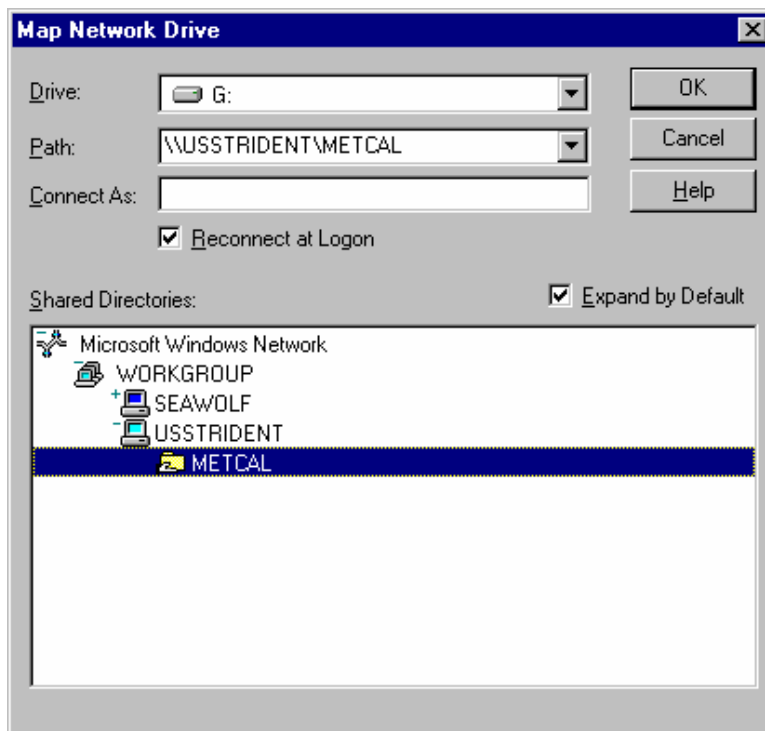 Map Network Drive
Drive: G: OK
Path: \\USSTRIDENT\METCAL Cancel
Connect As: Help
Reconnect at Logon
Shared Directories: Expand by Default
Microsoft Windows Network
WORKGROUP
SEAWOLF
USSTRIDENT
METCAL